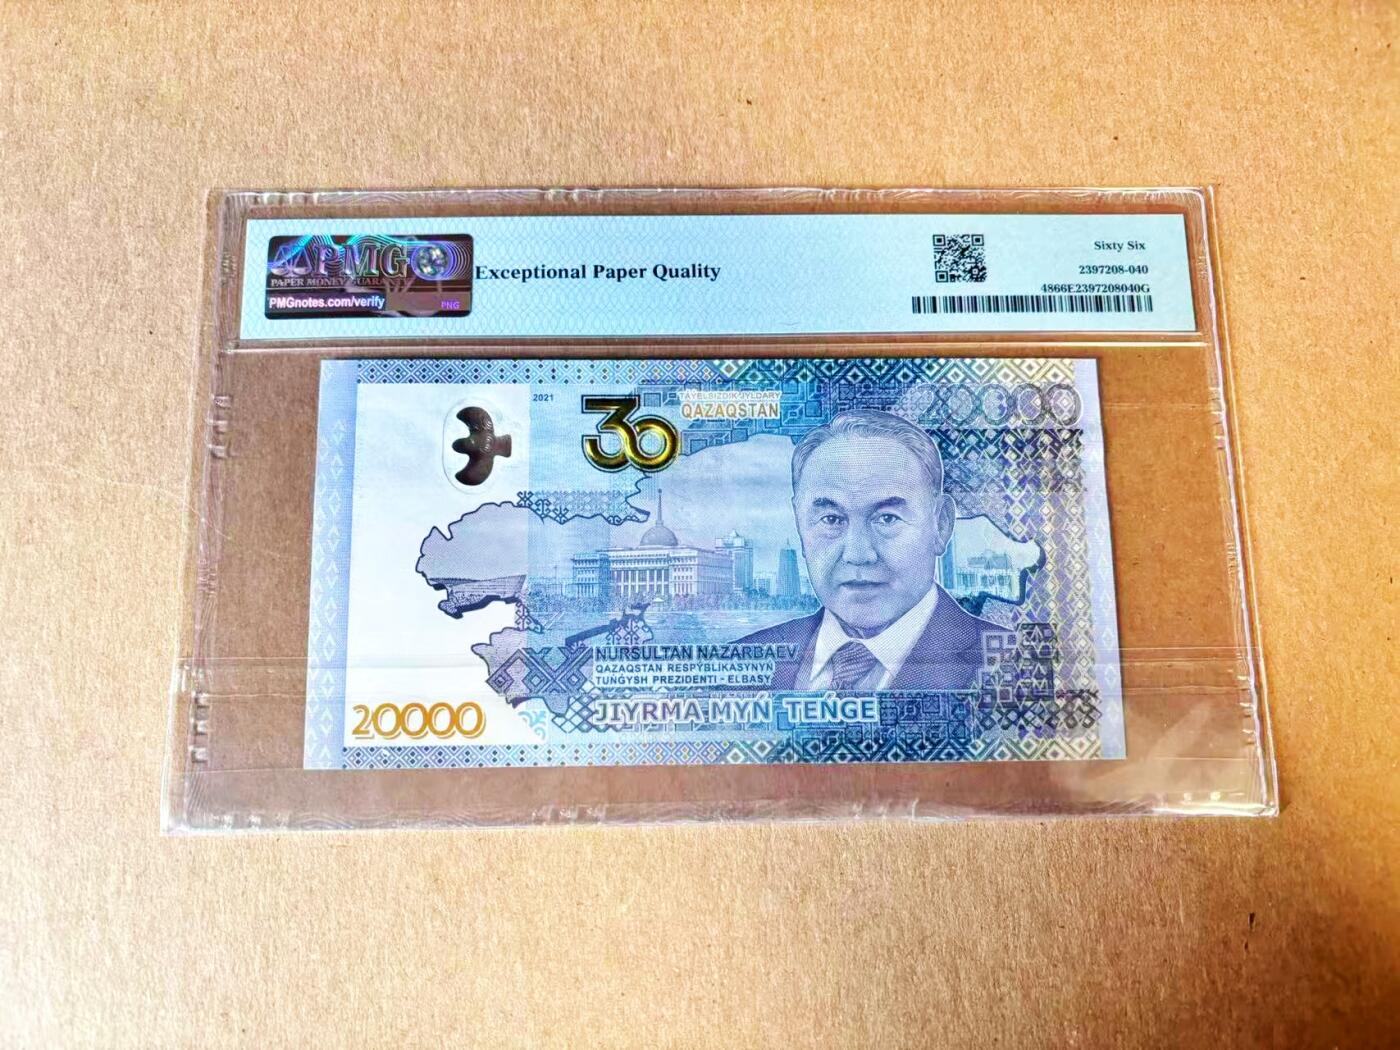 PMG
PAPER MONEY GUARANTY
PMGnotes.com/verify
PNG
Exceptional Paper Quality
Sixty Six
2397208-040
4866E2397208040G
2021
30
TÁYELSIZDIK JYLDARY
QAZAQSTAN
20000
NURSULTAN NAZARBAEV
QAZAQSTAN RESPÝBLIKASYNYŃ
TUŃǴYSH PREZIDENTI - ELBASY
20000
JIYRMA MYŃ TEŃGE